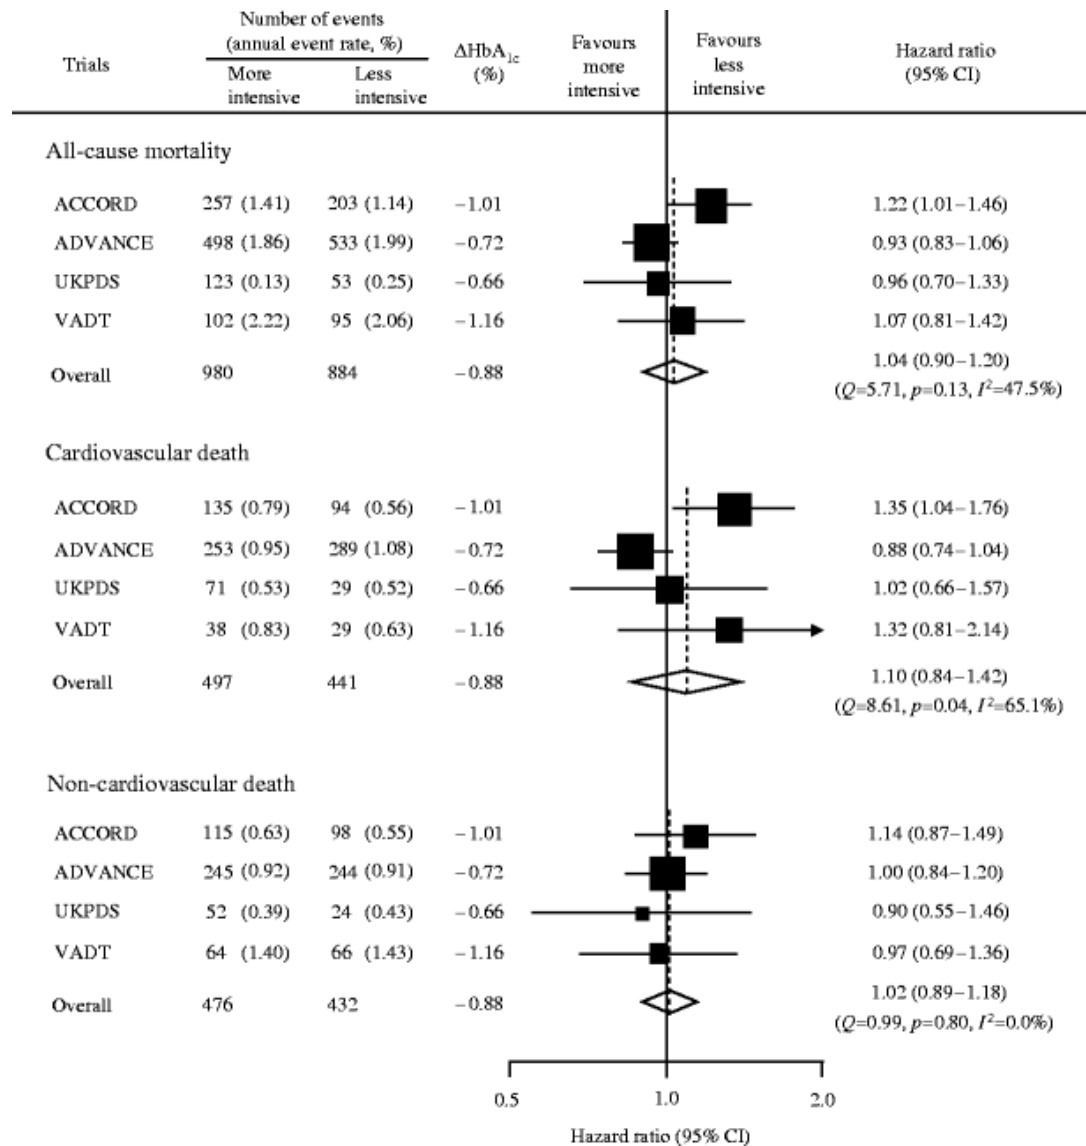 Trials
Number of events
(annual event rate, %)
More
intensive
Less
intensive
ΔHbA1c
(%)
Favours
more
intensive
Favours
less
intensive
Hazard ratio
(95% CI)
All-cause mortality
ACCORD 257 (1.41) 203 (1.14) −1.01 1.22 (1.01–1.46)
ADVANCE 498 (1.86) 533 (1.99) −0.72 0.93 (0.83–1.06)
UKPDS 123 (0.13) 53 (0.25) −0.66 0.96 (0.70–1.33)
VADT 102 (2.22) 95 (2.06) −1.16 1.07 (0.81–1.42)
Overall 980 884 −0.88 1.04 (0.90–1.20)
(Q=5.71, p=0.13, I²=47.5%)
Cardiovascular death
ACCORD 135 (0.79) 94 (0.56) −1.01 1.35 (1.04–1.76)
ADVANCE 253 (0.95) 289 (1.08) −0.72 0.88 (0.74–1.04)
UKPDS 71 (0.53) 29 (0.52) −0.66 1.02 (0.66–1.57)
VADT 38 (0.83) 29 (0.63) −1.16 1.32 (0.81–2.14)
Overall 497 441 −0.88 1.10 (0.84–1.42)
(Q=8.61, p=0.04, I²=65.1%)
Non-cardiovascular death
ACCORD 115 (0.63) 98 (0.55) −1.01 1.14 (0.87–1.49)
ADVANCE 245 (0.92) 244 (0.91) −0.72 1.00 (0.84–1.20)
UKPDS 52 (0.39) 24 (0.43) −0.66 0.90 (0.55–1.46)
VADT 64 (1.40) 66 (1.43) −1.16 0.97 (0.69–1.36)
Overall 476 432 −0.88 1.02 (0.89–1.18)
(Q=0.99, p=0.80, I²=0.0%)
0.5 1.0 2.0
Hazard ratio (95% CI)